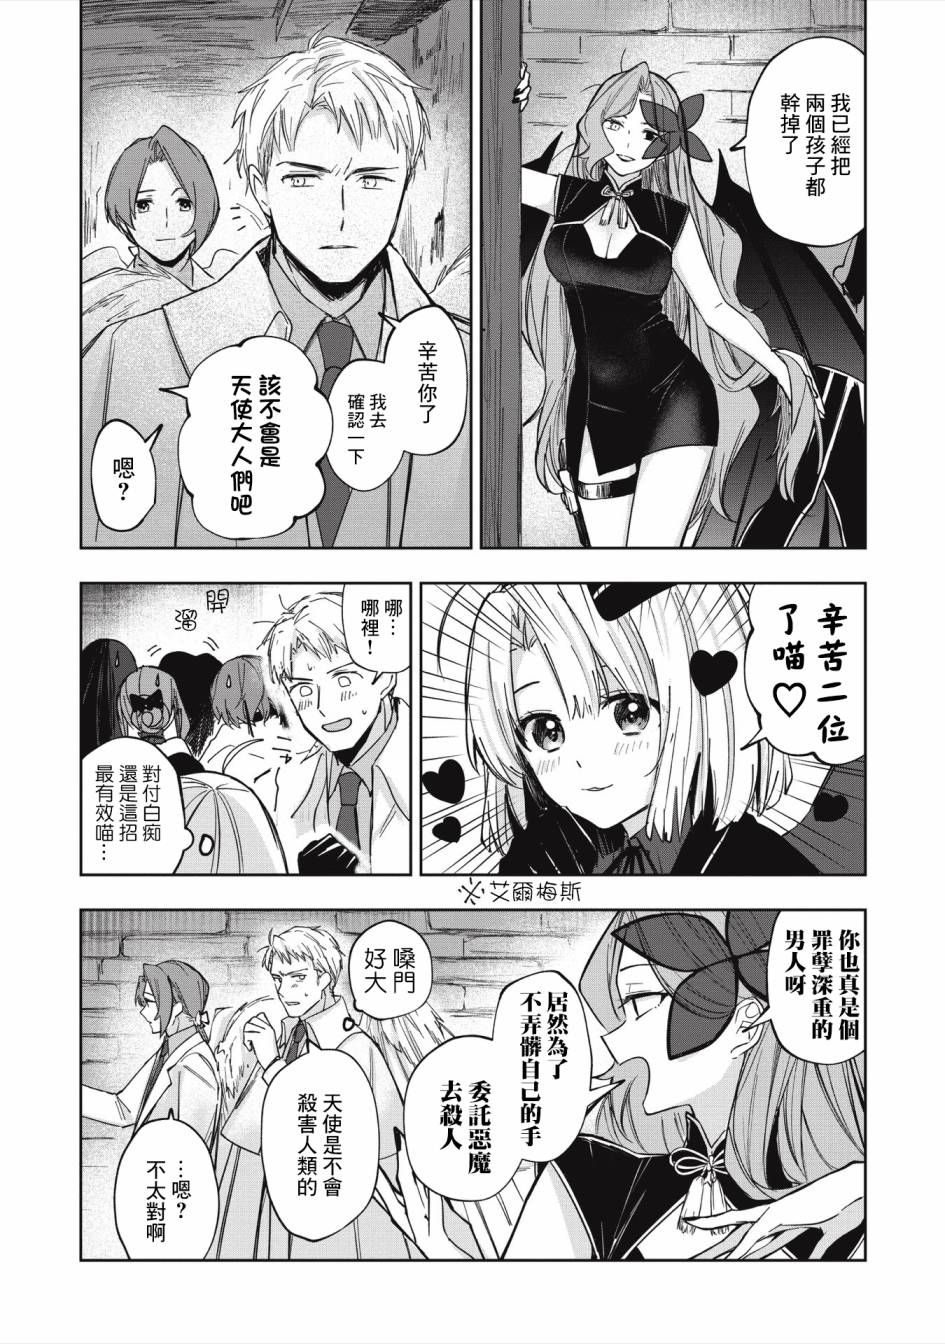 我已經把
兩個孩子都
幹掉了
辛苦你了
我去
確認一下
該不會是
天使大人們吧
嗯？
辛苦二位
了喵♡
哪…
哪裡！
開
溜
對付白痴
還是這招
最有效喵…
※艾爾梅斯
你也真是個
罪孽深重的
男人呀
居然為了
不弄髒自己的手
委託惡魔
去殺人
嗓門
好大
天使是不會
殺害人類的
…嗯？
不太對啊